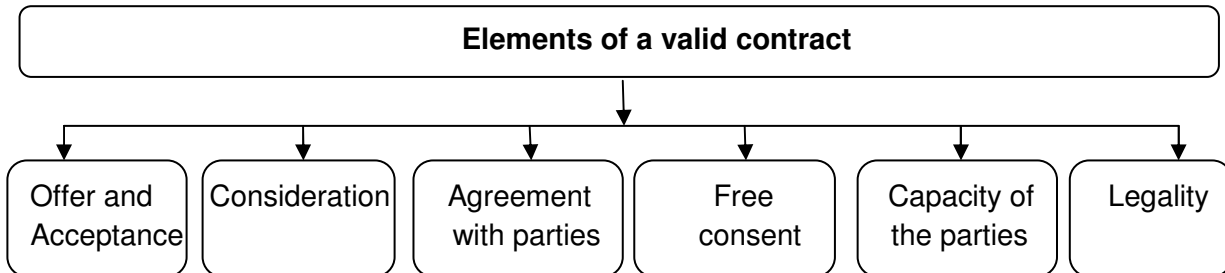 Elements of a valid contract
Offer and
Acceptance
Consideration
Agreement
with parties
Free
consent
Capacity of
the parties
Legality